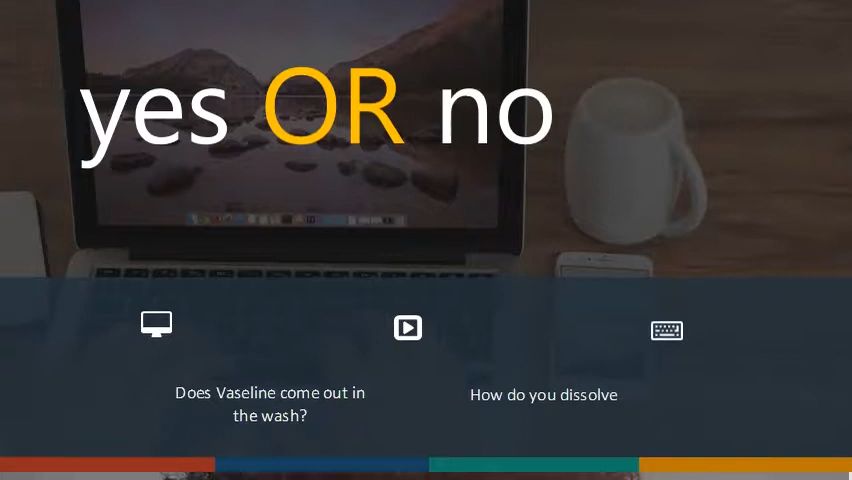 yes OR no
Does Vaseline come out in
the wash?
How do you dissolve